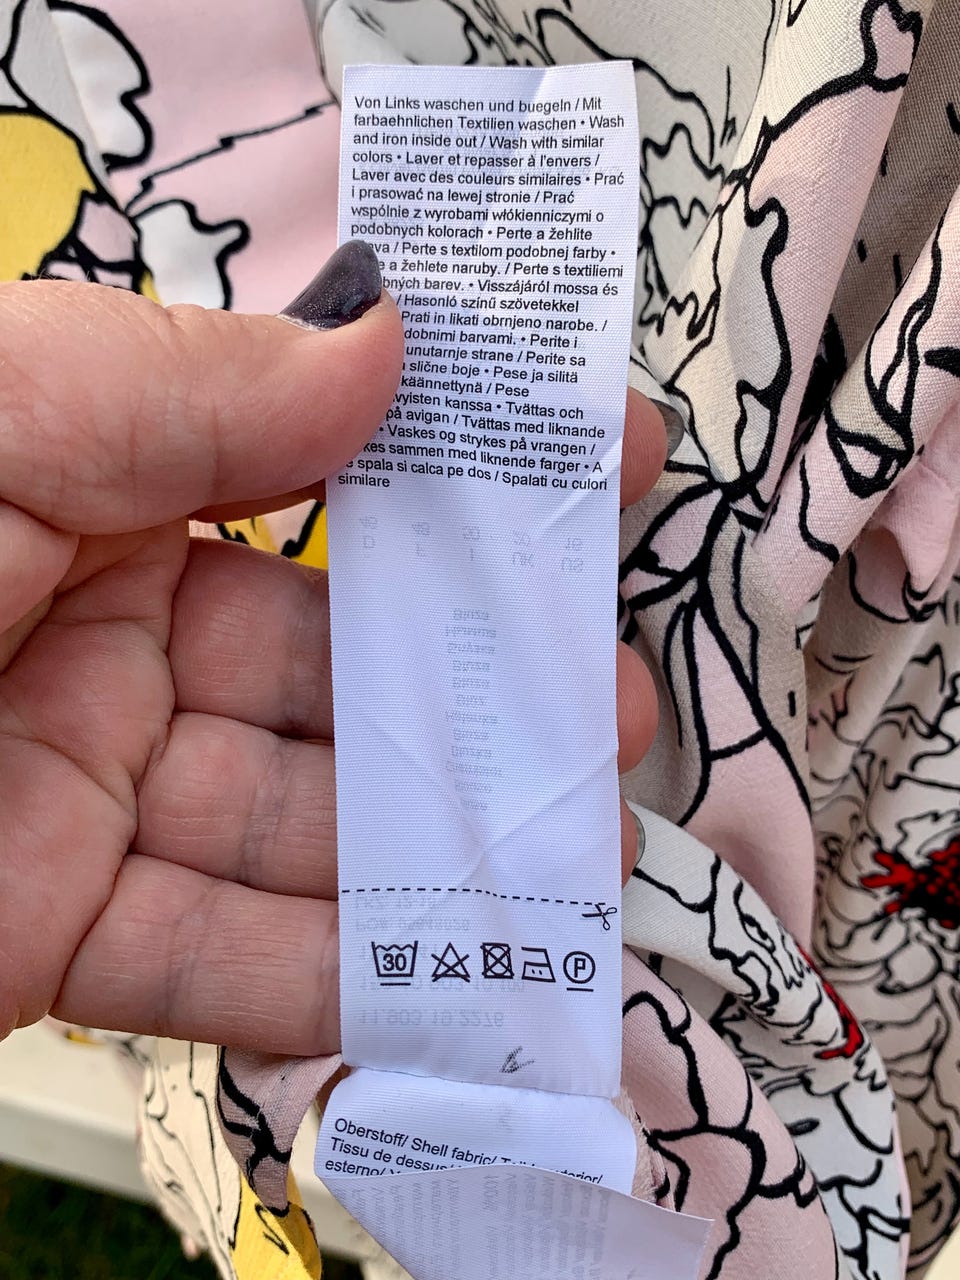 Von Links waschen und buegeln / Mit
farbaehnlichen Textilien waschen • Wash
and iron inside out / Wash with similar
colors • Laver et repasser à l'envers /
Laver avec des couleurs similaires • Prać
i prasować na lewej stronie / Prać
wspólnie z wyrobami włókienniczymi o
podobnych kolorach • Perte a žehlite
/ Perte s textilom podobnej farby •
a žehlete naruby. / Perte s textiliemi
barev. • Visszájáról mossa és
/ Hasonló színű szövetekkel
Prati in likati obrnjeno narobe. /
barvami. • Perite i
unutarnje strane / Perite sa
slične boje • Pese ja silitä
käännettynä / Pese
kanssa • Tvättas och
på avigan / Tvättas med liknande
• Vaskes og strykes på vrangen /
sammen med liknende farger • A
spala si calca pe dos / Spalati cu culori
similare
30 P
11.903.19.2276
Oberstoff/ Shell fabric/
Tissu de dessus/
esterno/